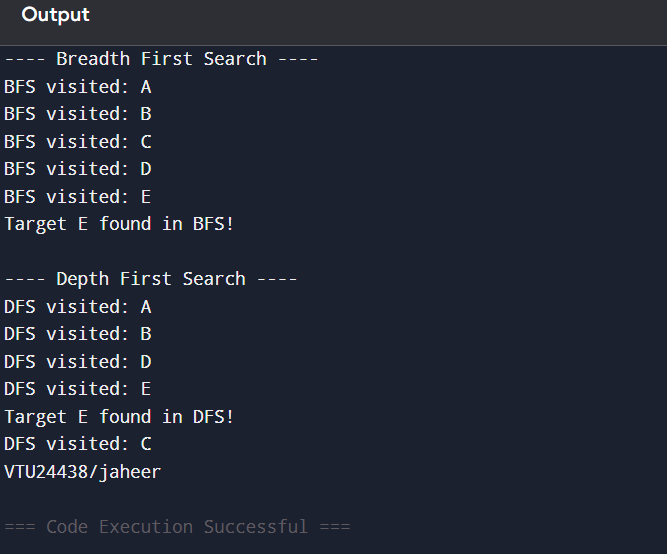 Output
---- Breadth First Search ----
BFS visited: A
BFS visited: B
BFS visited: C
BFS visited: D
BFS visited: E
Target E found in BFS!
---- Depth First Search ----
DFS visited: A
DFS visited: B
DFS visited: D
DFS visited: E
Target E found in DFS!
DFS visited: C
VTU24438/jaheer
=== Code Execution Successful ===